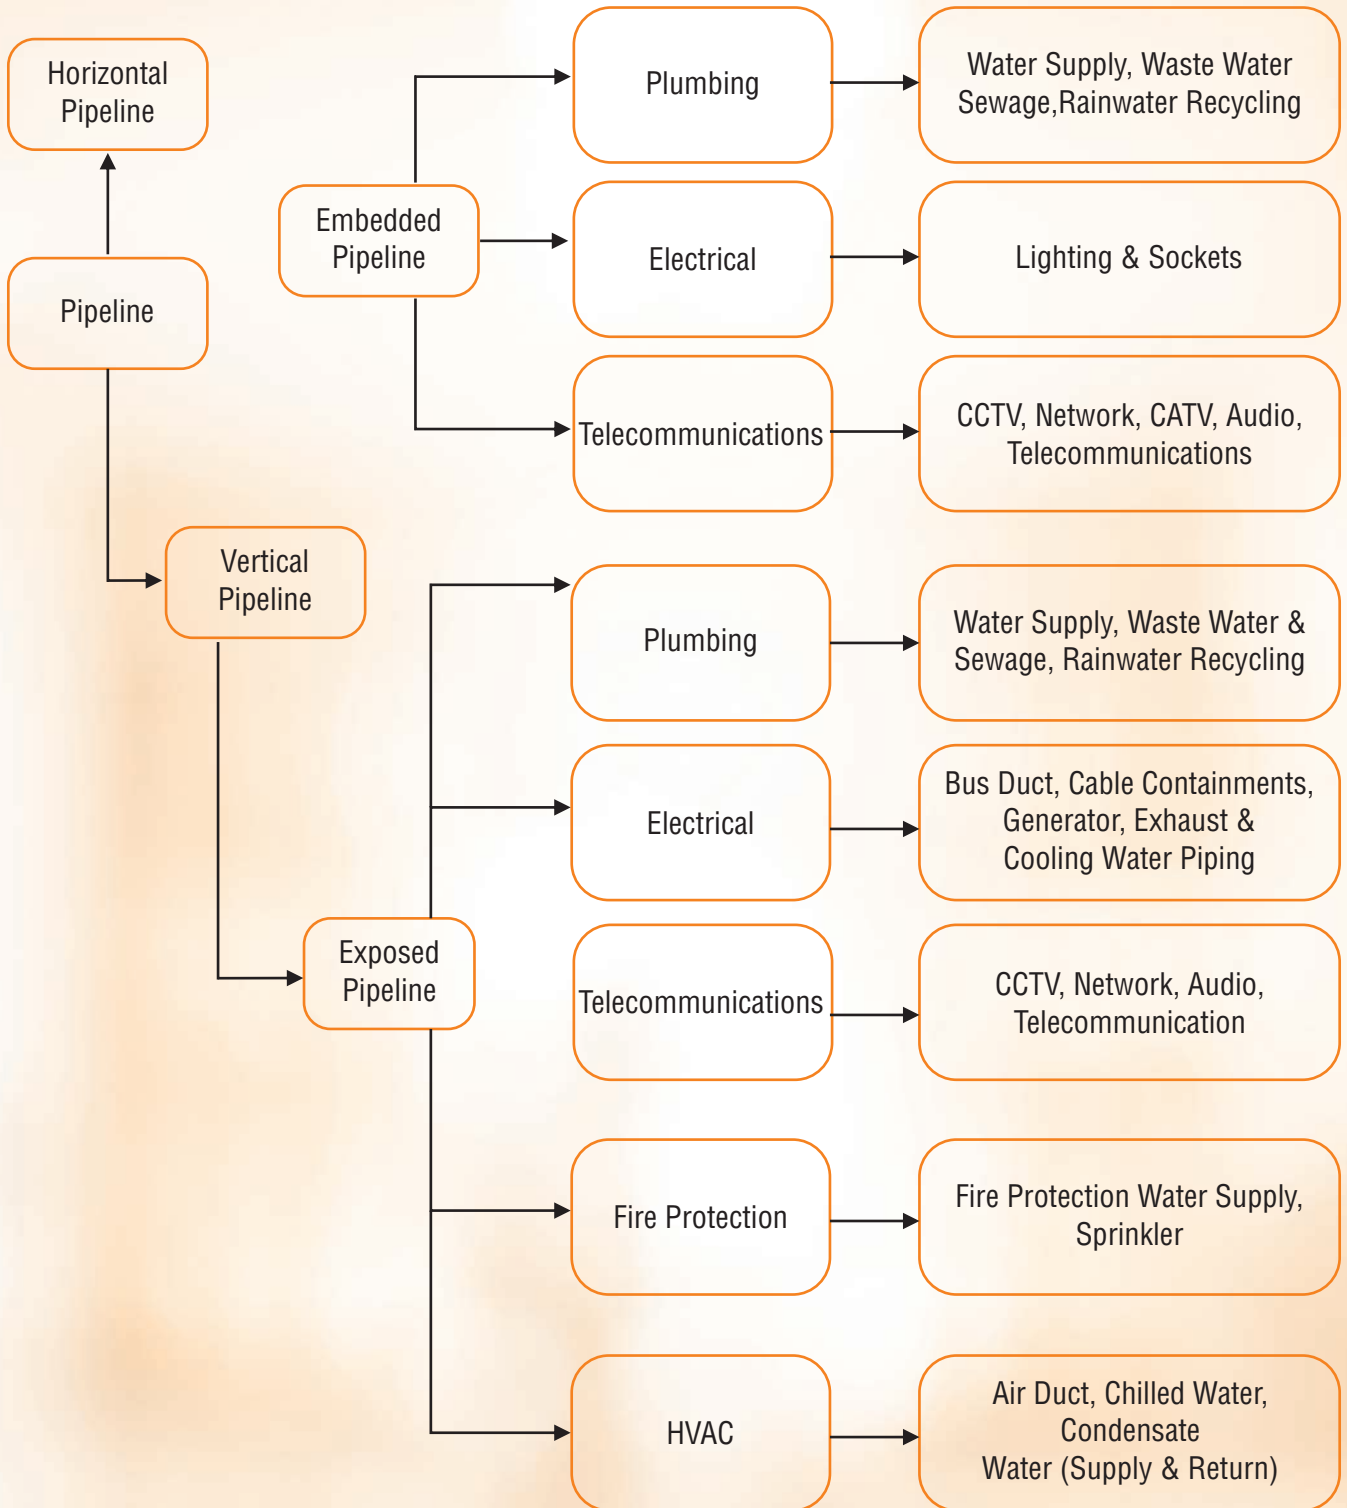 Horizontal
Pipeline
Pipeline
Embedded
Pipeline
Plumbing
Water Supply, Waste Water
Sewage,Rainwater Recycling
Electrical
Lighting & Sockets
Telecommunications
CCTV, Network, CATV, Audio,
Telecommunications
Vertical
Pipeline
Exposed
Pipeline
Plumbing
Water Supply, Waste Water &
Sewage, Rainwater Recycling
Electrical
Bus Duct, Cable Containments,
Generator, Exhaust &
Cooling Water Piping
Telecommunications
CCTV, Network, Audio,
Telecommunication
Fire Protection
Fire Protection Water Supply,
Sprinkler
HVAC
Air Duct, Chilled Water,
Condensate
Water (Supply & Return)